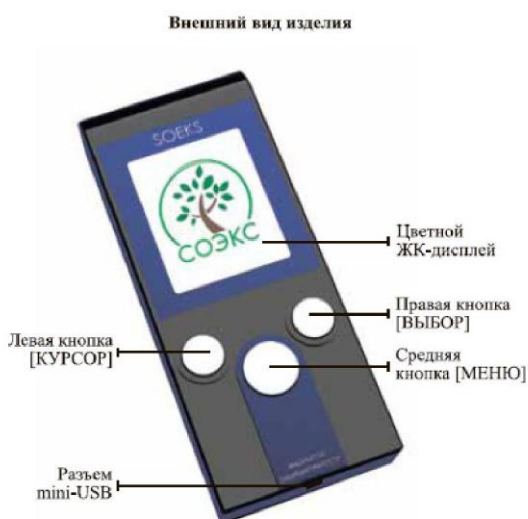 Внешний вид изделия
SOEKS
СОЭКС
Цветной
ЖК-дисплей
Правая кнопка
[ВЫБОР]
Левая кнопка
[КУРСОР]
Средняя
кнопка [МЕНЮ]
Разъем
mini-USB